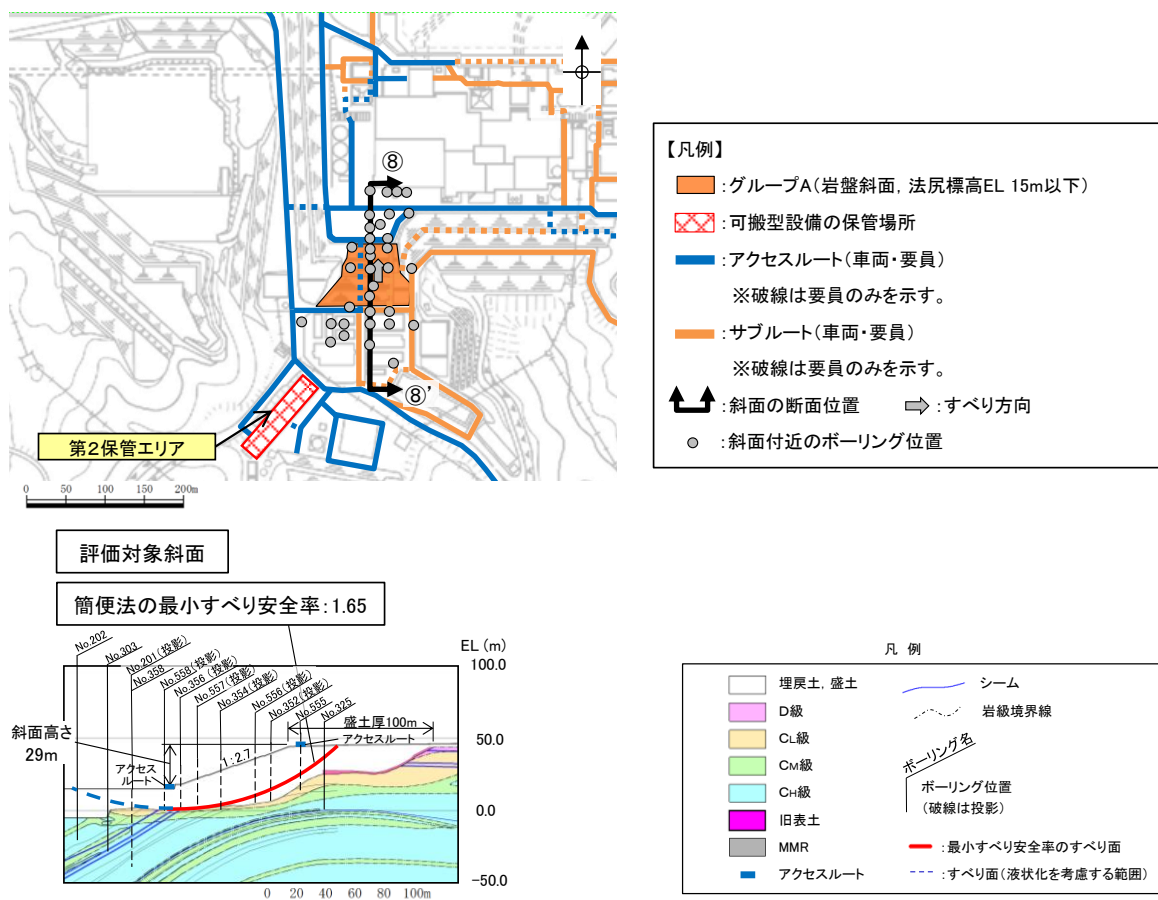 ⑧
⑧'
第2保管エリア
0 50 100 150 200m
【凡例】
:グループA(岩盤斜面, 法尻標高EL 15m以下)
:可搬型設備の保管場所
:アクセスルート(車両・要員)
※破線は要員のみを示す。
:サブルート(車両・要員)
※破線は要員のみを示す。
:斜面の断面位置
:すべり方向
:斜面付近のボーリング位置
評価対象斜面
簡便法の最小すべり安全率:1.65
No.202
No.303
No.201(投影)
No.358
No.558(投影)
No.356 (投影)
No.557(投影)
No.354(投影)
No.556(投影)
No.352(投影)
No.555
No.325
EL (m)
100.0
50.0
0.0
-50.0
斜面高さ
29m
アクセス
ルート
1:2.7
盛土厚100m
アクセスルート
0 20 40 60 80 100m
凡 例
埋戻土, 盛土
D級
CL級
CM級
CH級
旧表土
MMR
アクセスルート
シーム
岩級境界線
ボーリング名
ボーリング位置
(破線は投影)
:最小すべり安全率のすべり面
:すべり面(液状化を考慮する範囲)